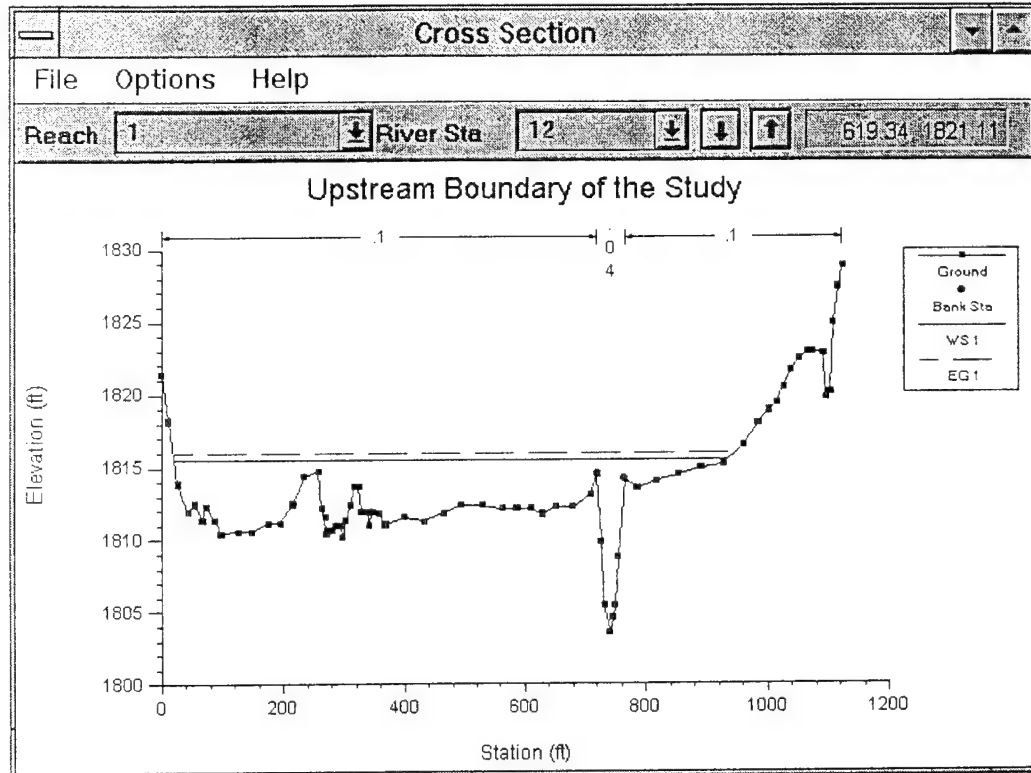 Cross Section
File Options Help
Reach 1 River Sta 12 619.34, 1821.11
Upstream Boundary of the Study
.1 .04 .1
1830
1825
1820
1815
1810
1805
1800
Elevation (ft)
0 200 400 600 800 1000 1200
Station (ft)
Ground
Bank Sta
WS 1
EG 1